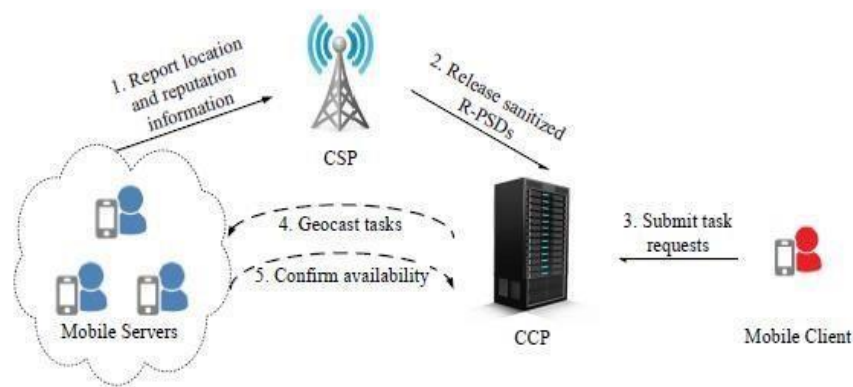 1. Report location
and reputation
information
2. Release sanitized
R-PSDs
CSP
4. Geocast tasks
3. Submit task
requests
5. Confirm availability
Mobile Servers
CCP
Mobile Client